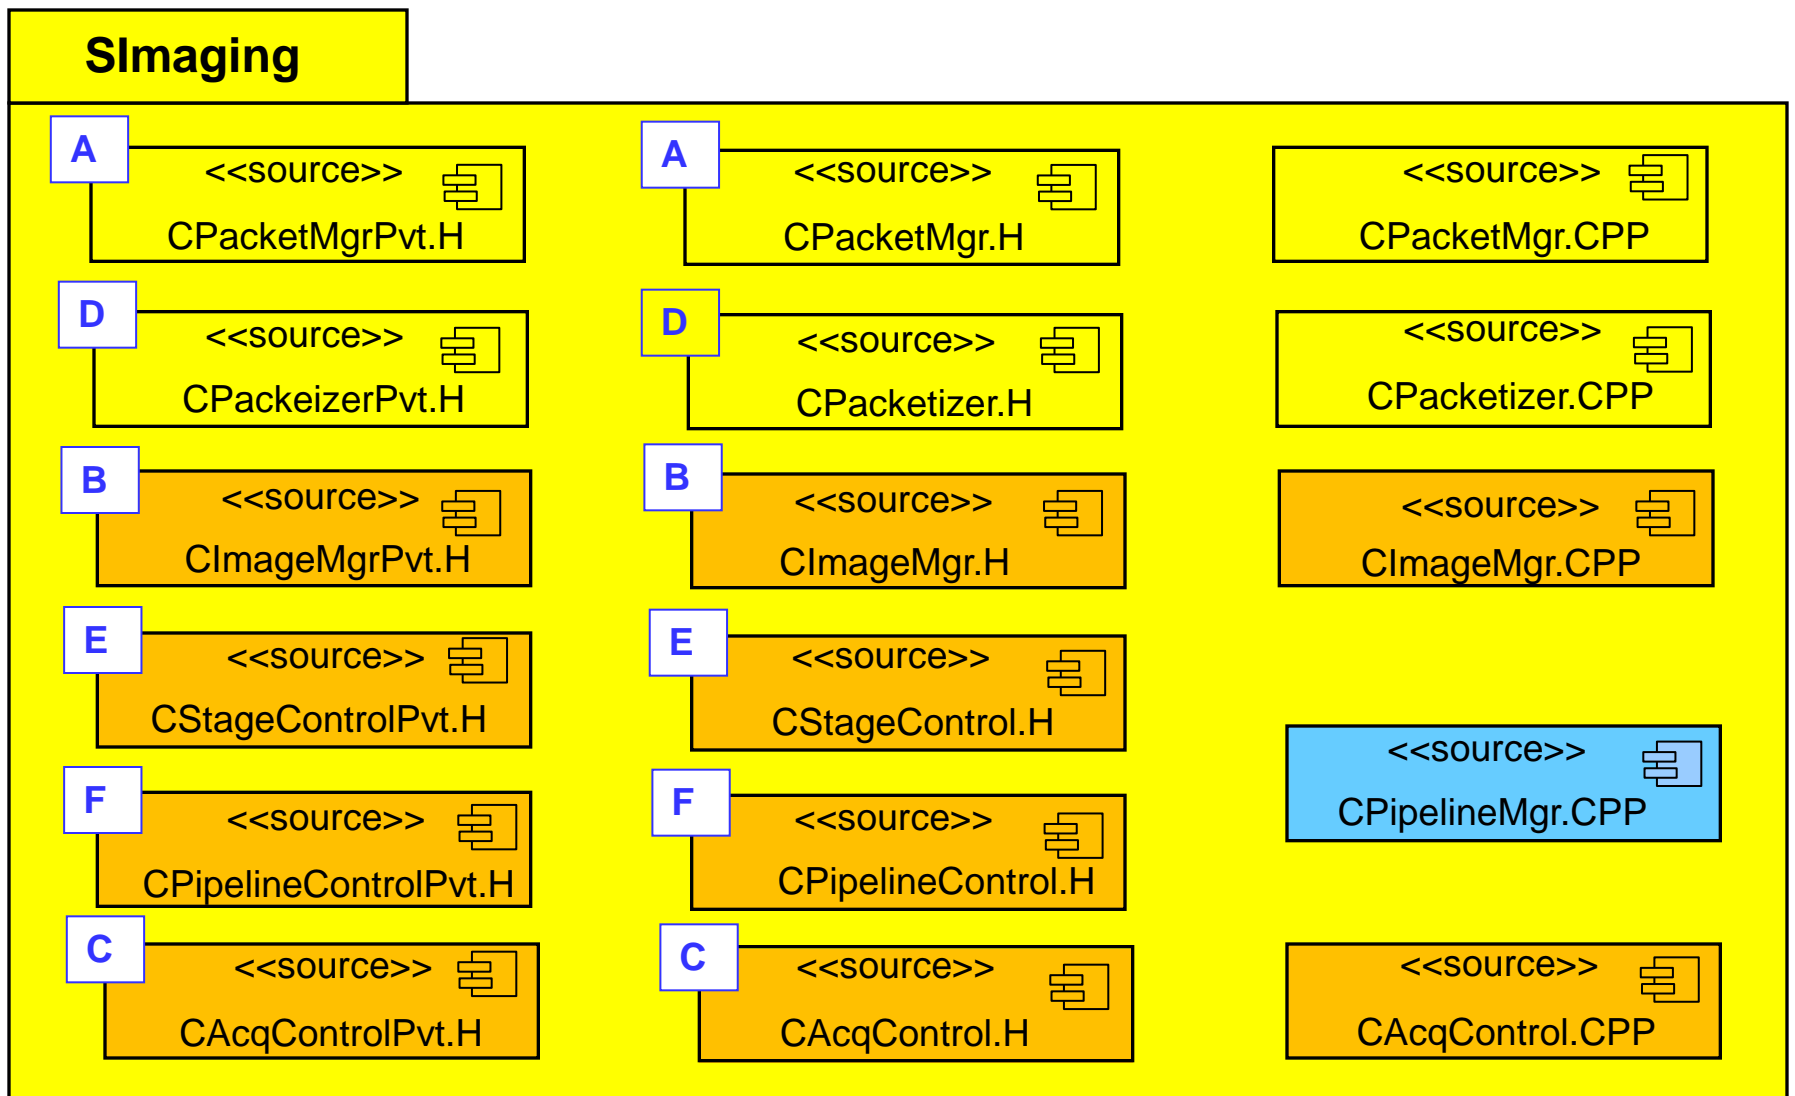 SImaging
A
<<source>>
CPacketMgrPvt.H
A
<<source>>
CPacketMgr.H
<<source>>
CPacketMgr.CPP
D
<<source>>
CPackeizerPvt.H
D
<<source>>
CPacketizer.H
<<source>>
CPacketizer.CPP
B
<<source>>
CImageMgrPvt.H
B
<<source>>
CImageMgr.H
<<source>>
CImageMgr.CPP
E
<<source>>
CStageControlPvt.H
E
<<source>>
CStageControl.H
<<source>>
CPipelineMgr.CPP
F
<<source>>
CPipelineControlPvt.H
F
<<source>>
CPipelineControl.H
C
<<source>>
CAcqControlPvt.H
C
<<source>>
CAcqControl.H
<<source>>
CAcqControl.CPP